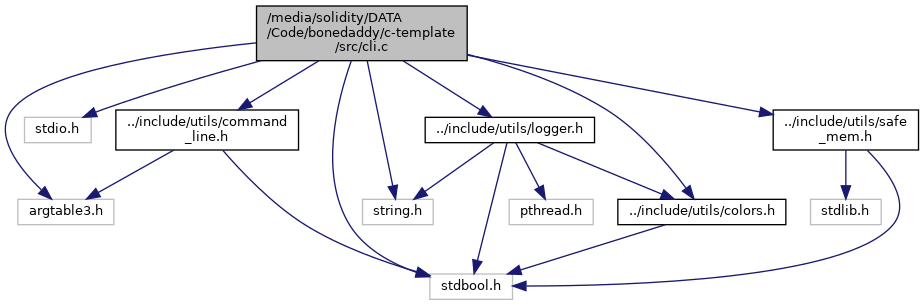 /media/solidity/DATA
/Code/bonedaddy/c-template
/src/cli.c
stdio.h
../include/utils/command
_line.h
../include/utils/logger.h
../include/utils/safe
_mem.h
argtable3.h
string.h
pthread.h
../include/utils/colors.h
stdlib.h
stdbool.h